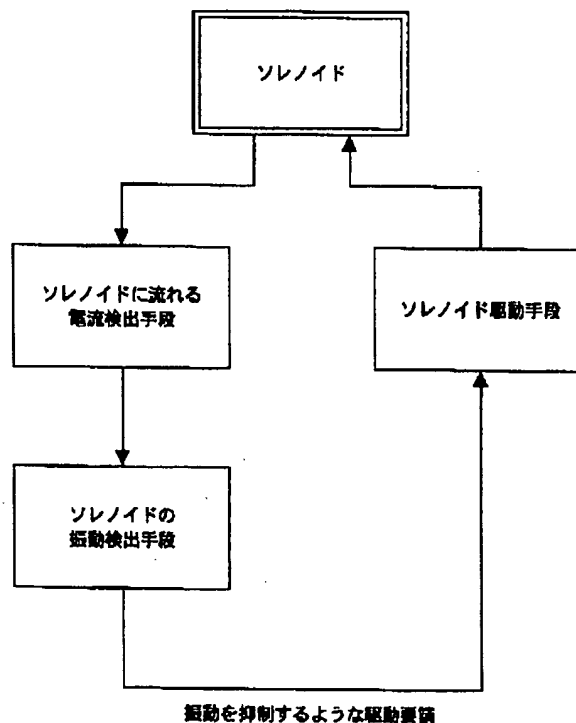 ソレノイド
ソレノイドに流れる
電流検出手段
ソレノイド駆動手段
ソレノイドの
振動検出手段
振動を抑制するような駆動要領